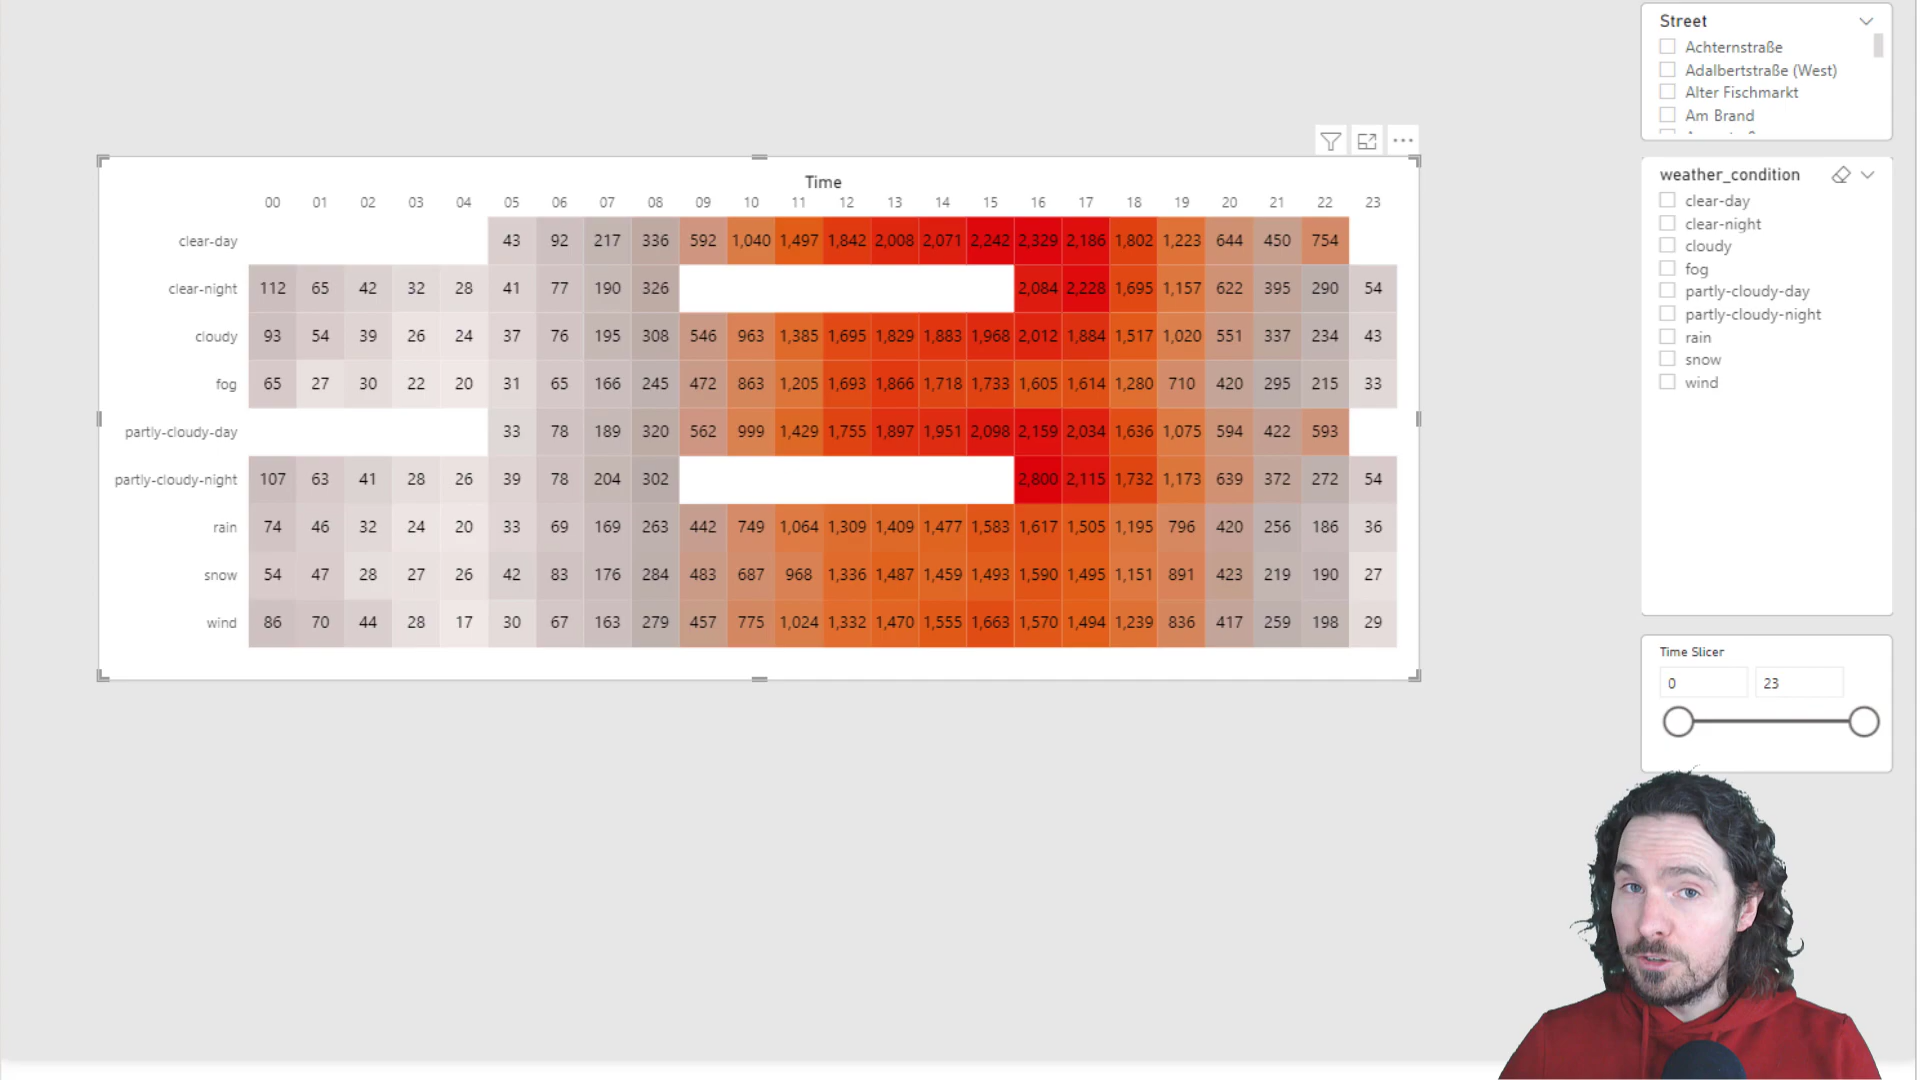 Time
00 01 02 03 04 05 06 07 08 09 10 11 12 13 14 15 16 17 18 19 20 21 22 23
clear-day 43 92 217 336 592 1,040 1,497 1,842 2,008 2,071 2,242 2,329 2,186 1,802 1,223 644 450 754
clear-night 112 65 42 32 28 41 77 190 326 2,084 2,228 1,695 1,157 622 395 290 54
cloudy 93 54 39 26 24 37 76 195 308 546 963 1,385 1,695 1,829 1,883 1,968 2,012 1,884 1,517 1,020 551 337 234 43
fog 65 27 30 22 20 31 65 166 245 472 863 1,205 1,693 1,866 1,718 1,733 1,605 1,614 1,280 710 420 295 215 33
partly-cloudy-day 33 78 189 320 562 999 1,429 1,755 1,897 1,951 2,098 2,159 2,034 1,636 1,075 594 422 593
partly-cloudy-night 107 63 41 28 26 39 78 204 302 2,800 2,115 1,732 1,173 639 372 272 54
rain 74 46 32 24 20 33 69 169 263 442 749 1,064 1,309 1,409 1,477 1,583 1,617 1,505 1,195 796 420 256 186 36
snow 54 47 28 27 26 42 83 176 284 483 687 968 1,336 1,487 1,459 1,493 1,590 1,495 1,151 891 423 219 190 27
wind 86 70 44 28 17 30 67 163 279 457 775 1,024 1,332 1,470 1,555 1,663 1,570 1,494 1,239 836 417 259 198 29
Street
Achternstraße
Adalbertstraße (West)
Alter Fischmarkt
Am Brand
weather_condition
clear-day
clear-night
cloudy
fog
partly-cloudy-day
partly-cloudy-night
rain
snow
wind
Time Slicer
0 23